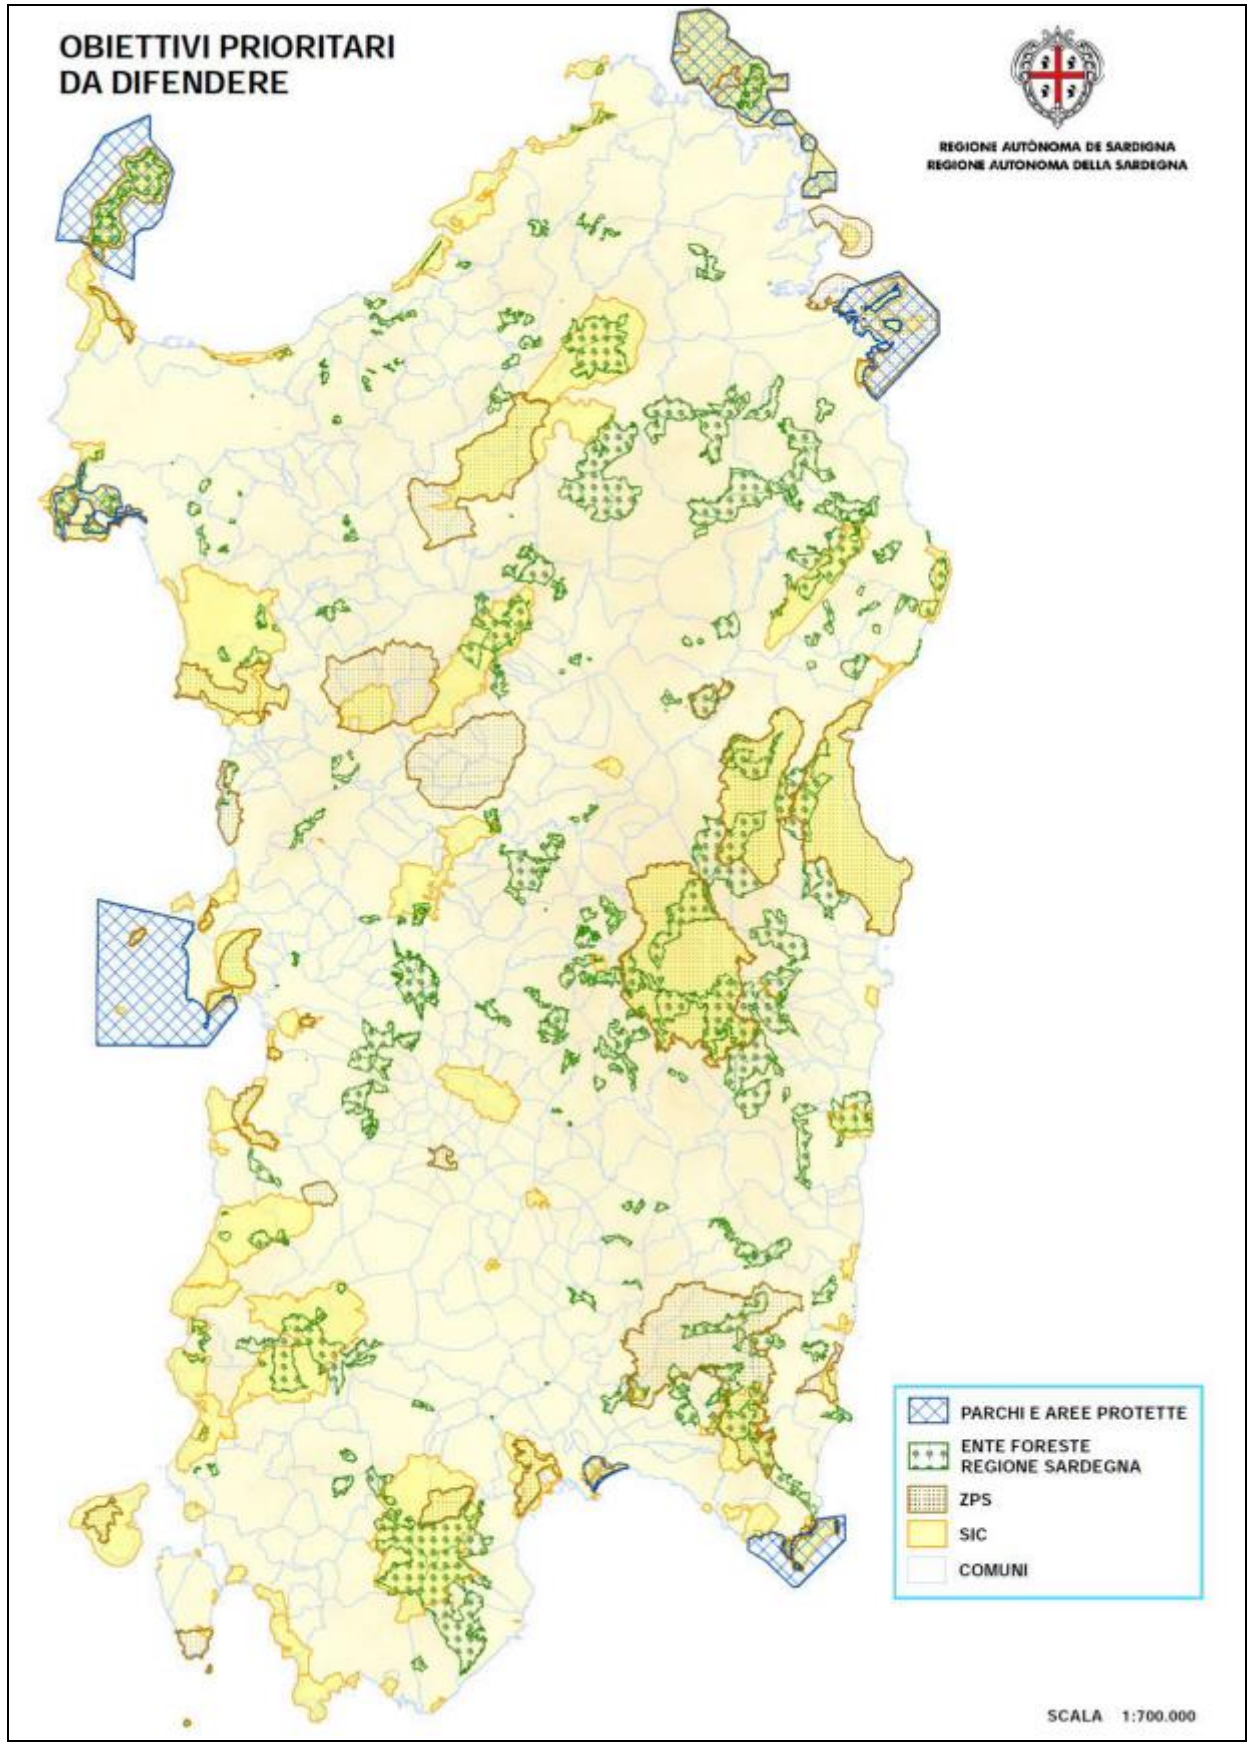 OBIETTIVI PRIORITARI
DA DIFENDERE
REGIONE AUTÒNOMA DE SARDIGNA
REGIONE AUTONOMA DELLA SARDEGNA
PARCHI E AREE PROTETTE
ENTE FORESTE
REGIONE SARDEGNA
ZPS
SIC
COMUNI
SCALA 1:700.000